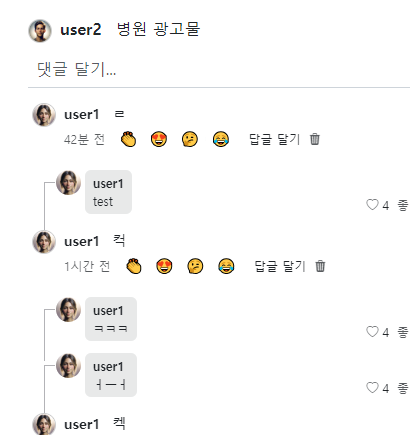 user2 병원 광고물
댓글 달기...
user1 ㄹ
42분 전 👏 😍 🤔 😂 답글 달기
user1
test
4 좋
user1 컥
1시간 전 👏 😍 🤔 😂 답글 달기
user1
ㅋㅋㅋ
4 좋
user1
ㅓㅡㅓ
4 좋
user1 켁